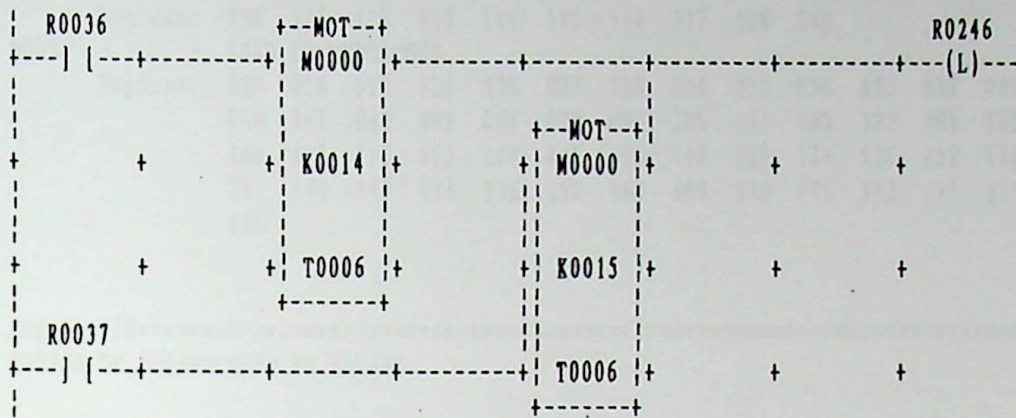 R0036 +--MOT--+ R0246
+---] [---+---------+ M0000 +---------+---------+---------+---------+---(L)---
+--MOT--+
+ + + K0014 + + M0000 + + +
+ + + T0006 + + K0015 + + +
+-------+
R0037
+---] [---+---------+---------+---------+ T0006 + + +
+-------+